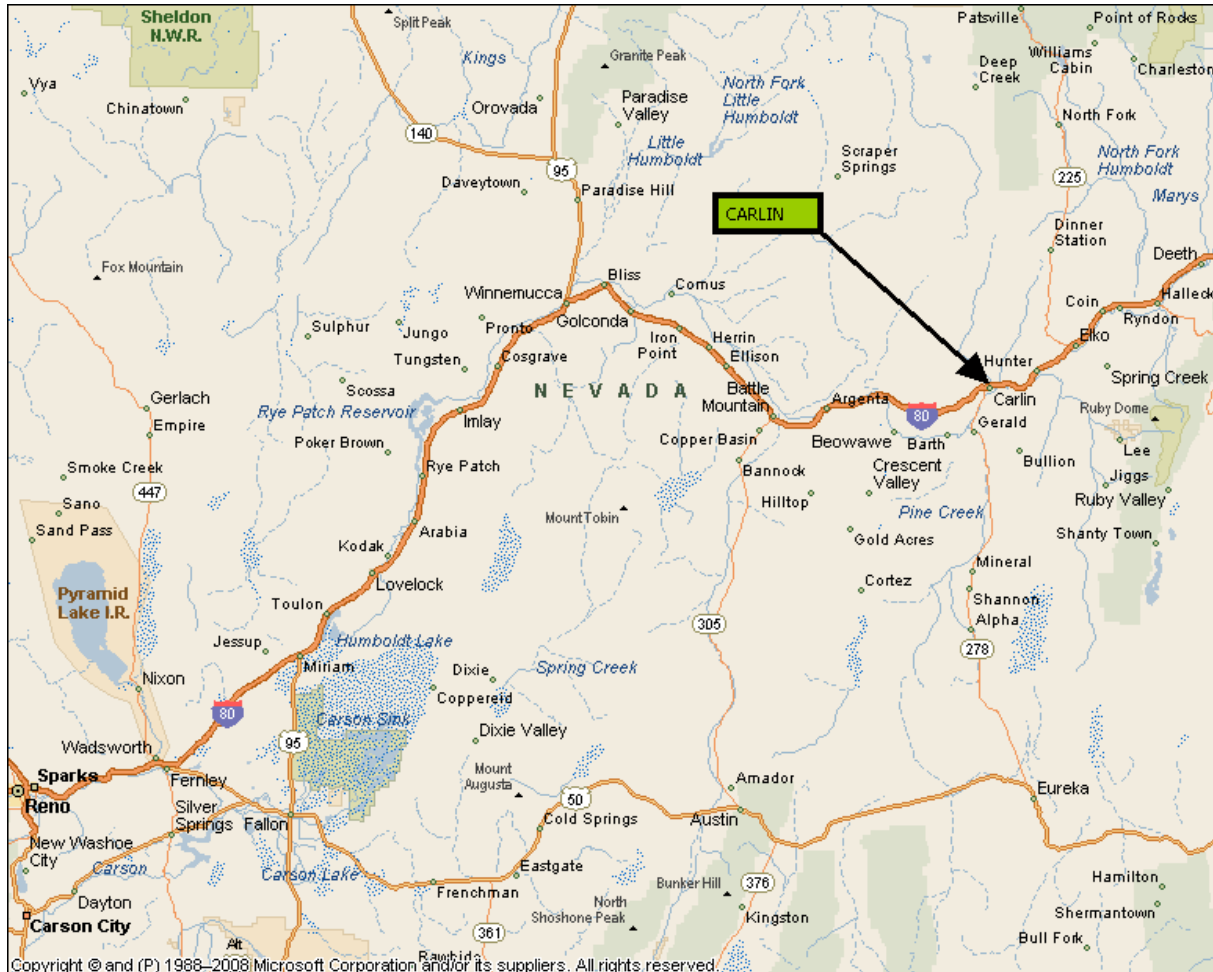 Sheldon
N.W.R.
Split Peak
Patsville
Point of Rocks
Kings
Granite Peak
Williams
Cabin
Deep
Creek
Charleston
Vya
Chinatown
Orovada
Paradise
Valley
North Fork
Little
Humboldt
North Fork
140
Little
Humboldt
Scraper
Springs
North Fork
Humboldt
95
225
Daveytown
Paradise Hill
Marys
CARLIN
Dinner
Station
Deeth
Fox Mountain
Bliss
Comus
Winnemucca
Golconda
Coin
Halleck
Ryndon
Sulphur
Jungo
Pronto
Iron
Point
Herrin
Elko
Tungsten
Cosgrave
Ellison
Hunter
Spring Creek
Scossa
NEVADA
Battle
Mountain
Argenta
80
Carlin
Gerlach
Rye Patch Reservoir
Imlay
Ruby Dome
Empire
Poker Brown
Copper Basin
Beowawe
Barth
Gerald
Lee
Smoke Creek
Rye Patch
Bannock
Crescent
Valley
Bullion
Jiggs
447
Hilltop
Ruby Valley
Sano
Mount Tobin
Pine Creek
Sand Pass
Arabia
Gold Acres
Shanty Town
Kodak
Mineral
Lovelock
Cortez
Pyramid
Lake I.R.
Shannon
Toulon
305
Alpha
Jessup
Humboldt Lake
278
Miriam
Dixie
Spring Creek
Nixon
Coppereid
80
Carson Sink
95
Dixie Valley
Wadsworth
Sparks
Fernley
Mount
Augusta
Amador
Reno
50
Eureka
Silver
Springs
Fallon
Cold Springs
Austin
New Washoe
City
Carson
Carson Lake
Eastgate
Frenchman
Bunker Hill
376
Hamilton
Dayton
North
Shoshone Peak
Kingston
Shermantown
Carson City
361
Alt
Bull Fork
Rawhide
Copyright © and (P) 1988–2008 Microsoft Corporation and/or its suppliers. All rights reserved.